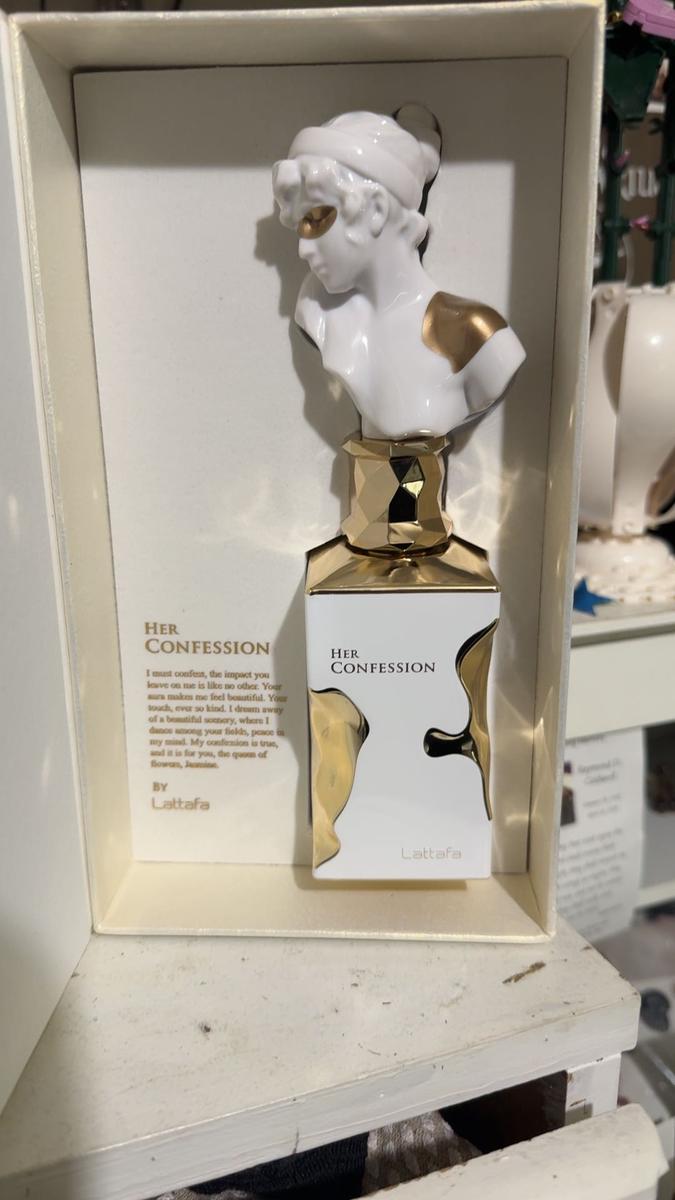 HER
CONFESSION
I must confest, the impact you
leave on me is like no other. Your
aura makes me feel beautiful. Your
touch, ever so kind. I dream away
of a beautiful scenery, where I
dance among your fields, peace in
my mind. My confession is true,
and it is for you, the queen of
flowers, Jasmine.
BY
Lattafa
HER
CONFESSION
Lattafa